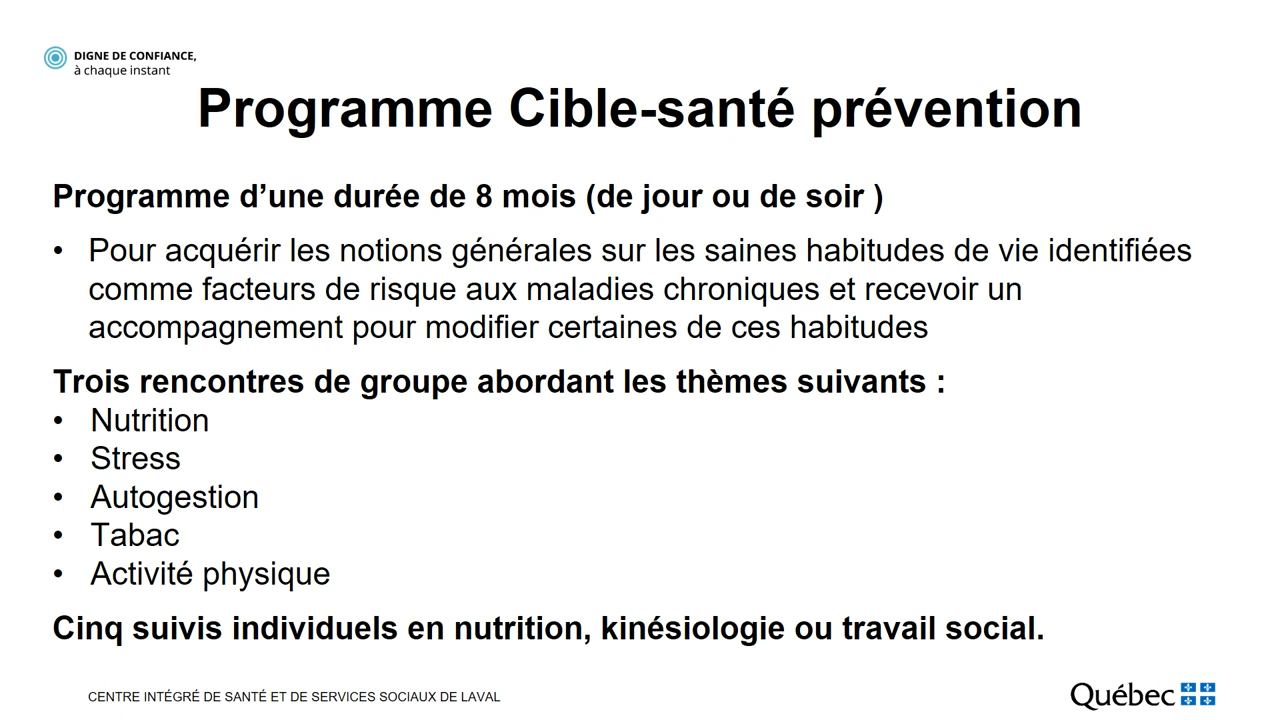 DIGNE DE CONFIANCE,
à chaque instant
Programme Cible-santé prévention
Programme d’une durée de 8 mois (de jour ou de soir )
• Pour acquérir les notions générales sur les saines habitudes de vie identifiées
comme facteurs de risque aux maladies chroniques et recevoir un
accompagnement pour modifier certaines de ces habitudes
Trois rencontres de groupe abordant les thèmes suivants :
• Nutrition
• Stress
• Autogestion
• Tabac
• Activité physique
Cinq suivis individuels en nutrition, kinésiologie ou travail social.
CENTRE INTÉGRÉ DE SANTÉ ET DE SERVICES SOCIAUX DE LAVAL
Québec